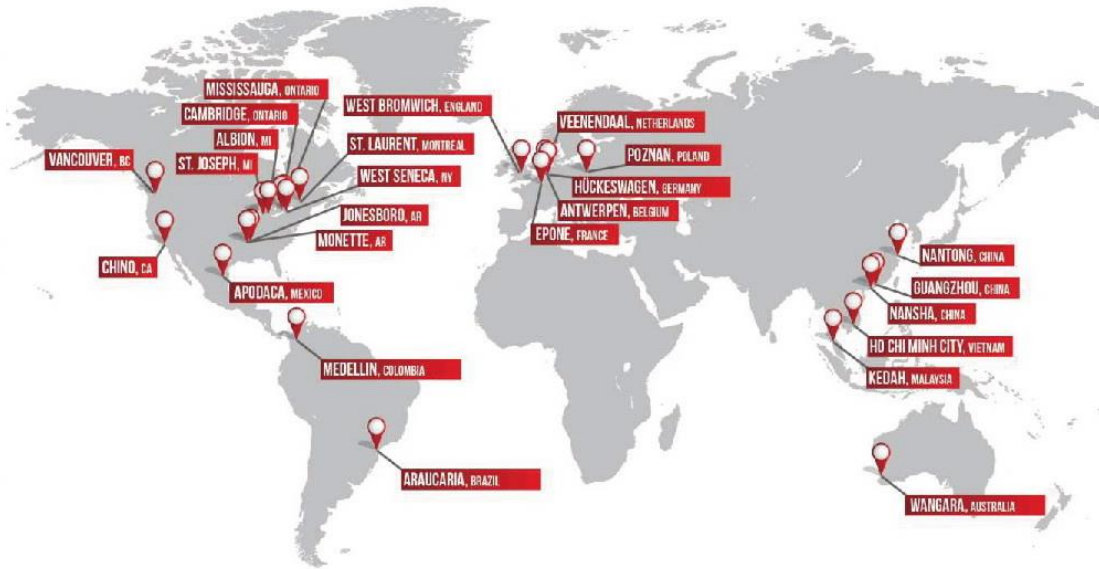 MISSISSAUGA, ONTARIO
CAMBRIDGE, ONTARIO
ALBION, MI
ST. JOSEPH, MI
VANCOUVER, BC
WEST BROMWICH, ENGLAND
ST. LAURENT, MONTREAL
WEST SENECA, NY
JONESBORO, AR
MONETTE, AR
CHINO, CA
APODACA, MEXICO
MEDELLIN, COLOMBIA
ARAUCARIA, BRAZIL
VEENENDAAL, NETHERLANDS
POZNAN, POLAND
HÜCKESWAGEN, GERMANY
ANTWERPEN, BELGIUM
EPONE, FRANCE
NANTONG, CHINA
GUANGZHOU, CHINA
NANSHA, CHINA
HO CHI MINH CITY, VIETNAM
KEDAH, MALAYSIA
WANGARA, AUSTRALIA